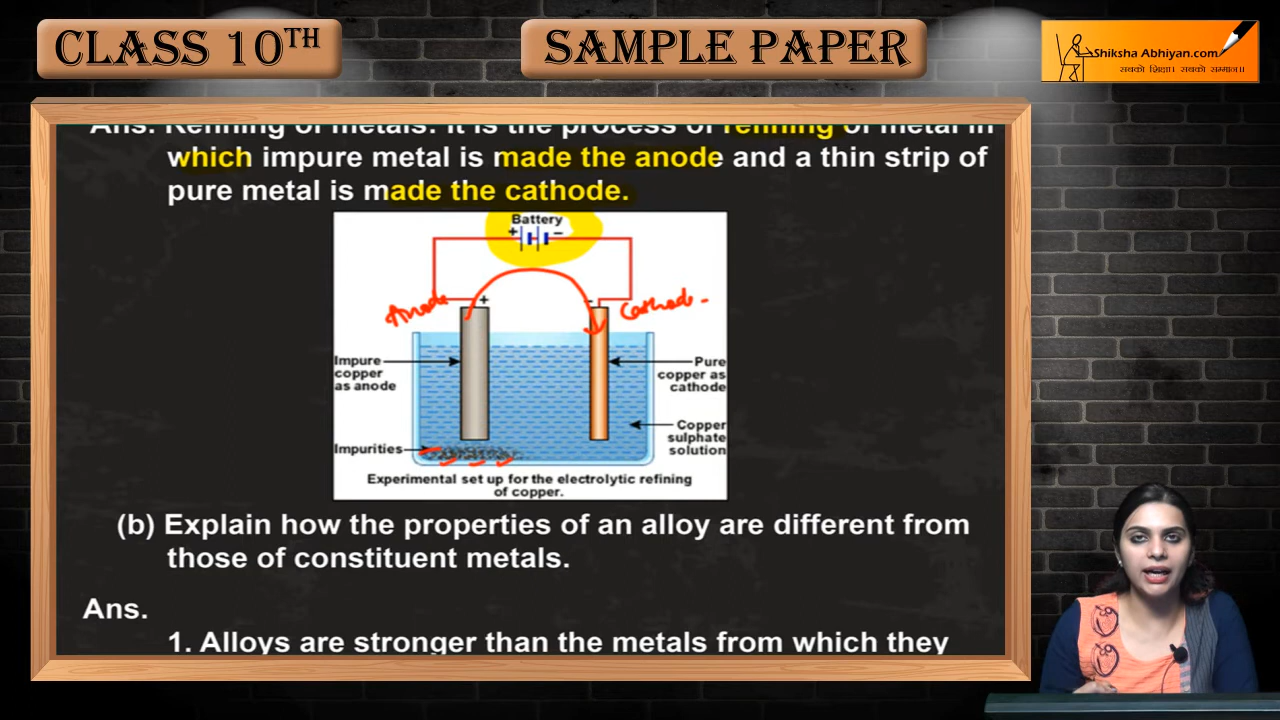 CLASS 10TH
SAMPLE PAPER
Shiksha Abhiyan.com
सबको शिक्षा। सबको सम्मान॥
Ans. Refining of metals: It is the process of refining of metal in
which impure metal is made the anode and a thin strip of
pure metal is made the cathode.
Battery
+ −
Anode
+
−
Cathode
Impure
copper
as anode
Pure
copper as
cathode
Copper
sulphate
solution
Impurities
Experimental set up for the electrolytic refining
of copper.
(b) Explain how the properties of an alloy are different from
those of constituent metals.
Ans.
1. Alloys are stronger than the metals from which they